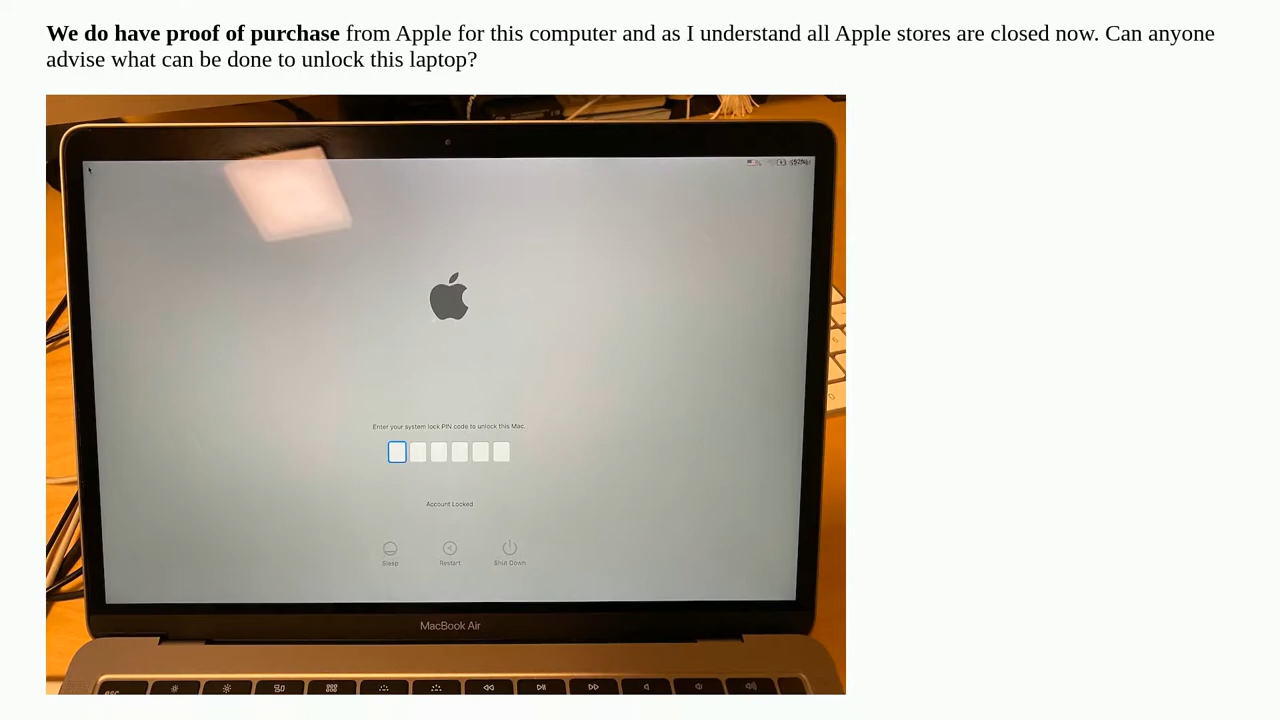 We do have proof of purchase from Apple for this computer and as I understand all Apple stores are closed now. Can anyone
advise what can be done to unlock this laptop?
Enter your system lock PIN code to unlock this Mac.
Account Locked
Sleep Restart Shut Down
MacBook Air
esc